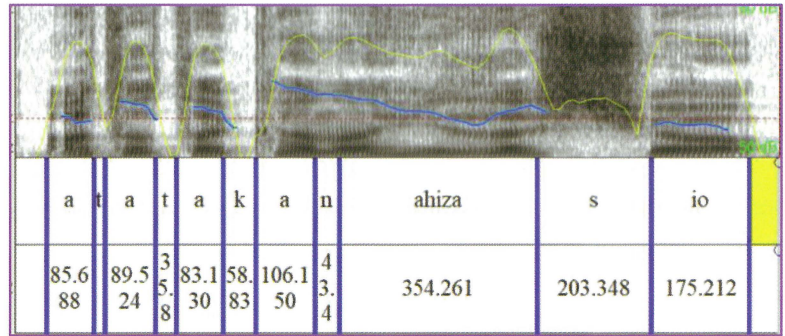 a t a t a k a n ahiza s io
85.688 89.524 35.8 83.130 58.83 106.150 43.4 354.261 203.348 175.212